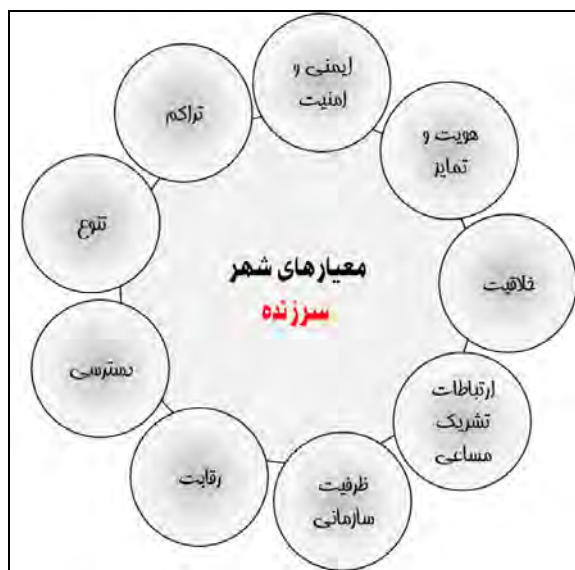 معیارهای شهر
سرزنده
ایمنی و
امنیت
هویت و
تمایز
خلاقیت
ارتباطات
تشریک
مساعی
ظرفیت
سازمانی
رقابت
دسترسی
تنوع
تراکم